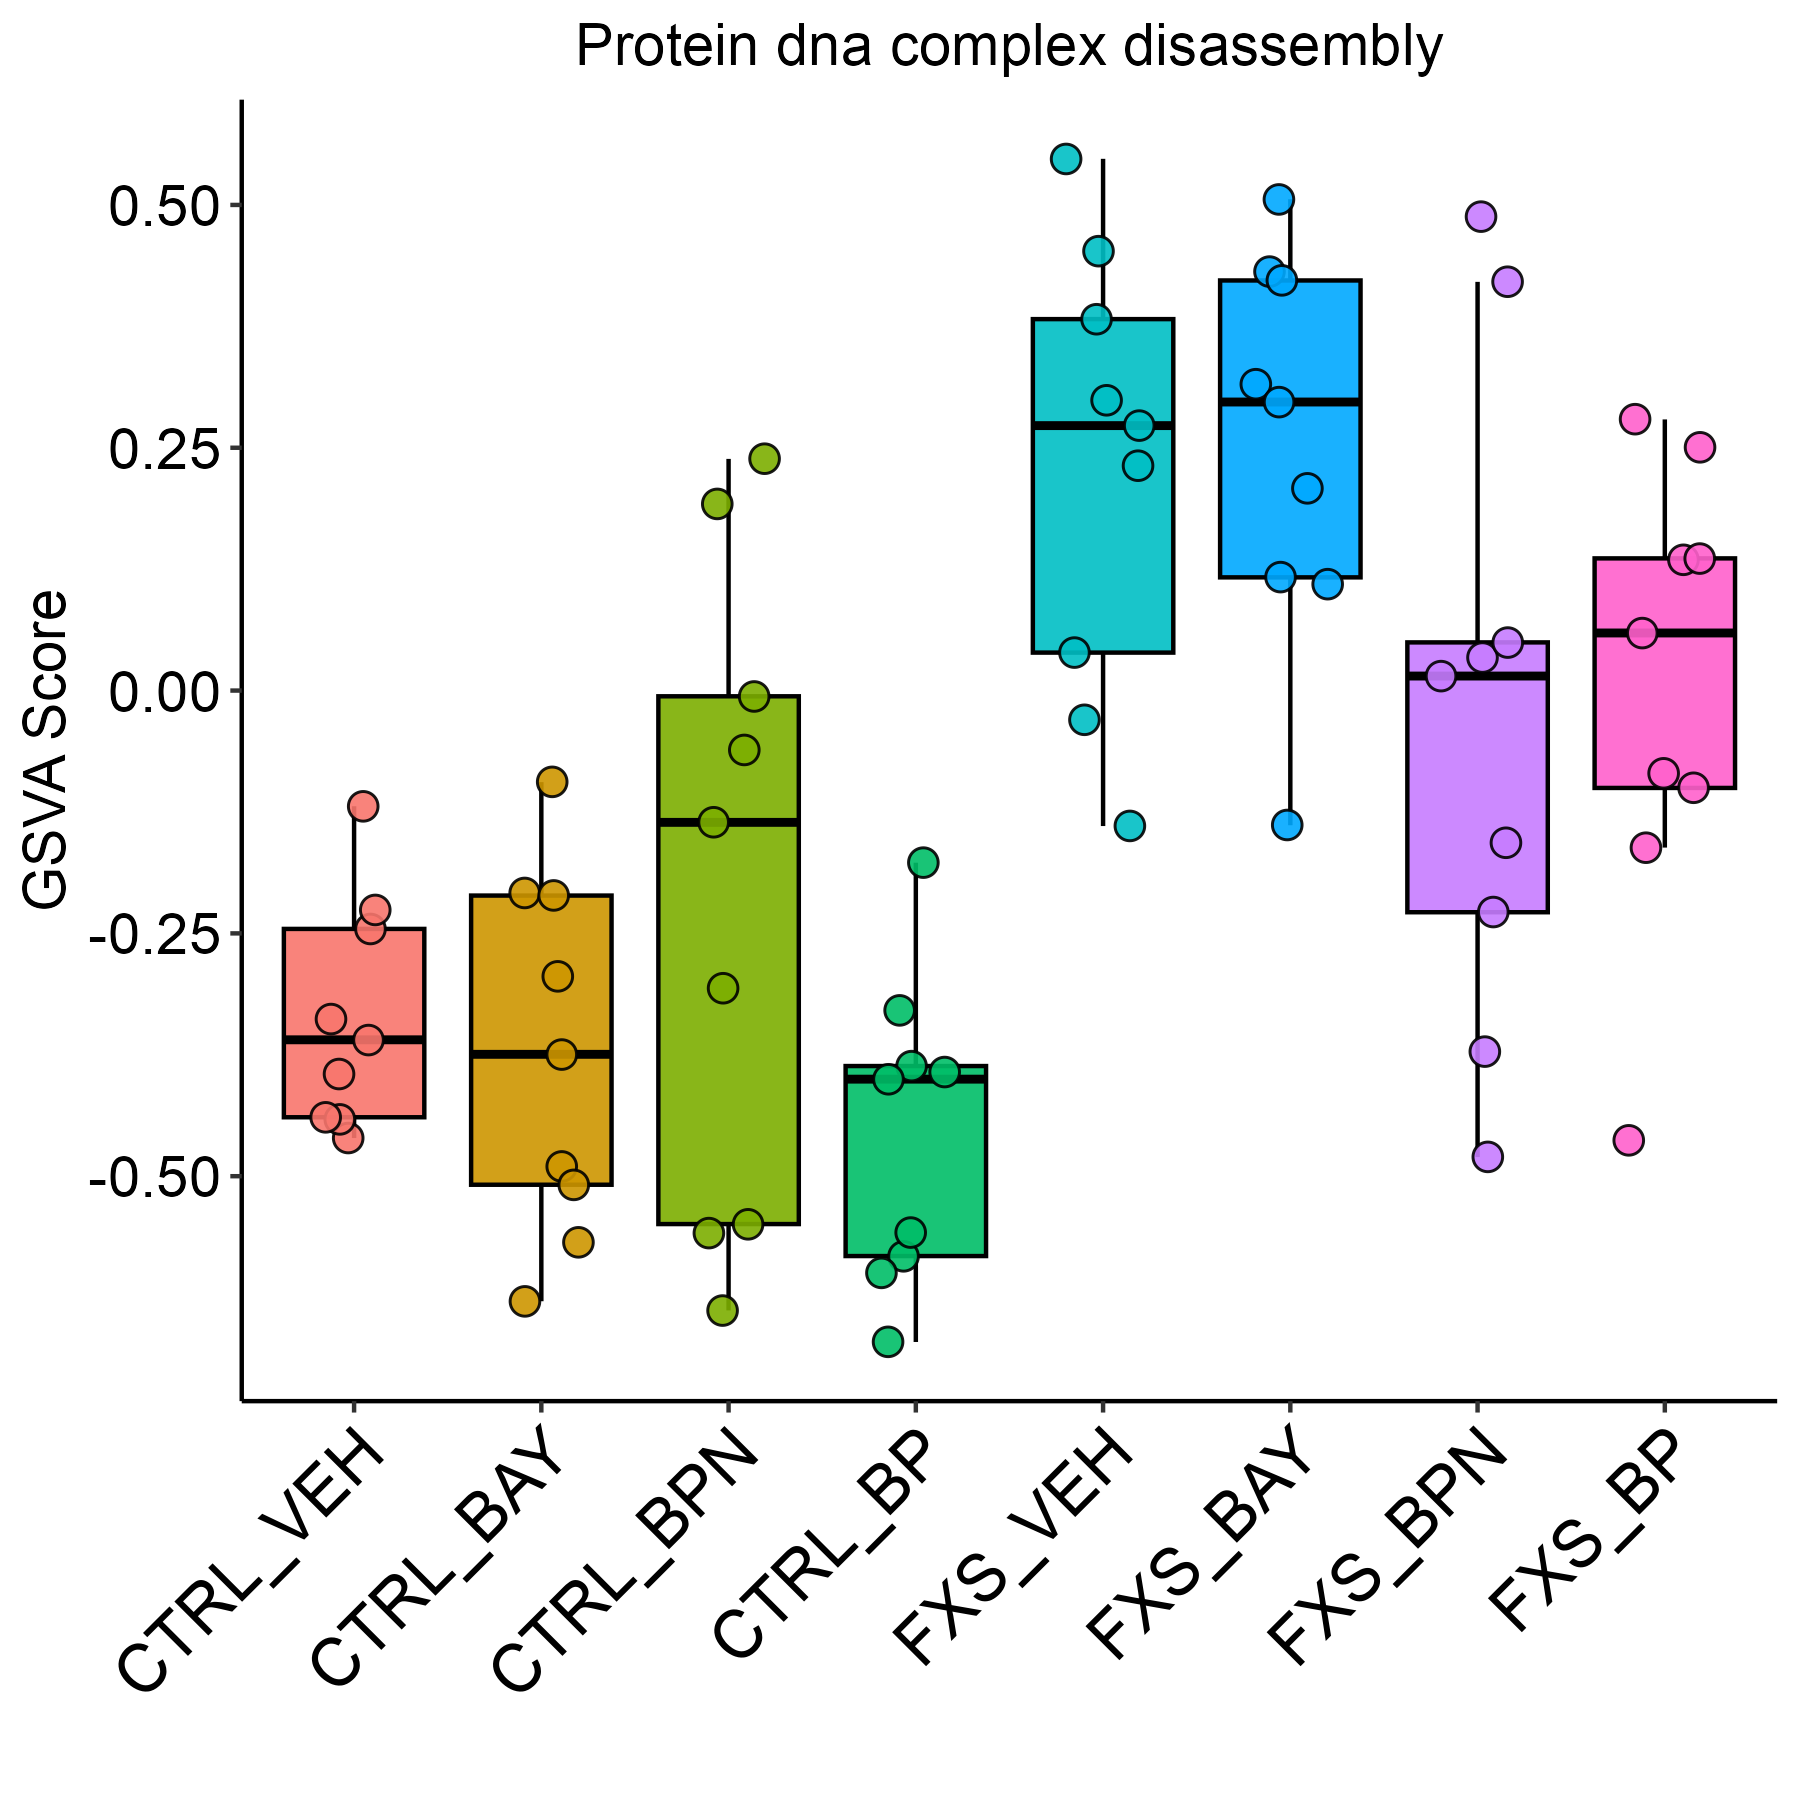 Protein dna complex disassembly
GSVA Score
0.50
0.25
0.00
-0.25
-0.50
CTRL_VEH
CTRL_BAY
CTRL_BPN
CTRL_BP
FXS_VEH
FXS_BAY
FXS_BPN
FXS_BP